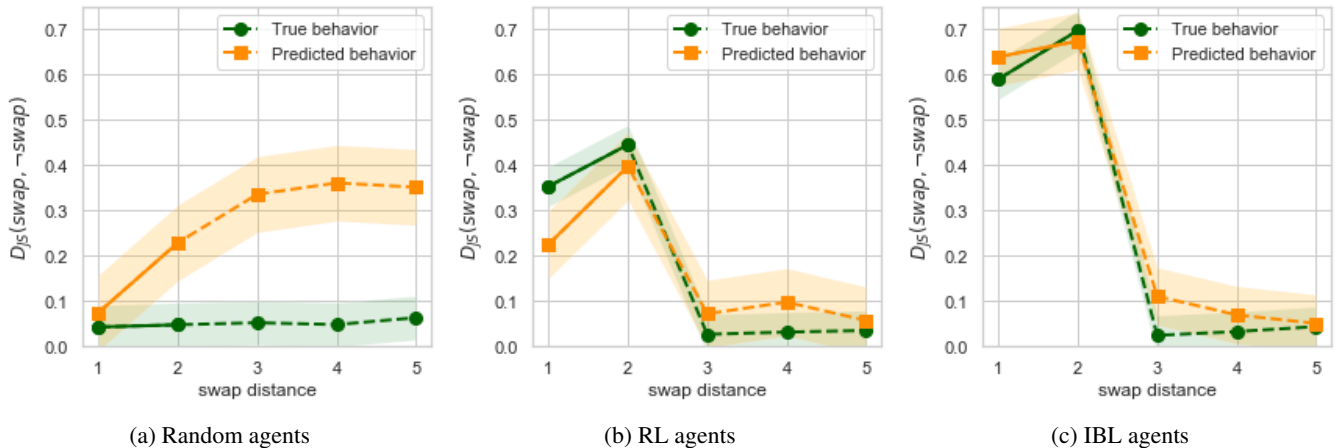 0.7
0.6
0.5
0.4
0.3
0.2
0.1
0.0
D_JS(swap, ¬swap)
True behavior
Predicted behavior
1 2 3 4 5
swap distance
(a) Random agents
0.7
0.6
0.5
0.4
0.3
0.2
0.1
0.0
D_JS(swap, ¬swap)
True behavior
Predicted behavior
1 2 3 4 5
swap distance
(b) RL agents
0.7
0.6
0.5
0.4
0.3
0.2
0.1
0.0
D_JS(swap, ¬swap)
True behavior
Predicted behavior
1 2 3 4 5
swap distance
(c) IBL agents